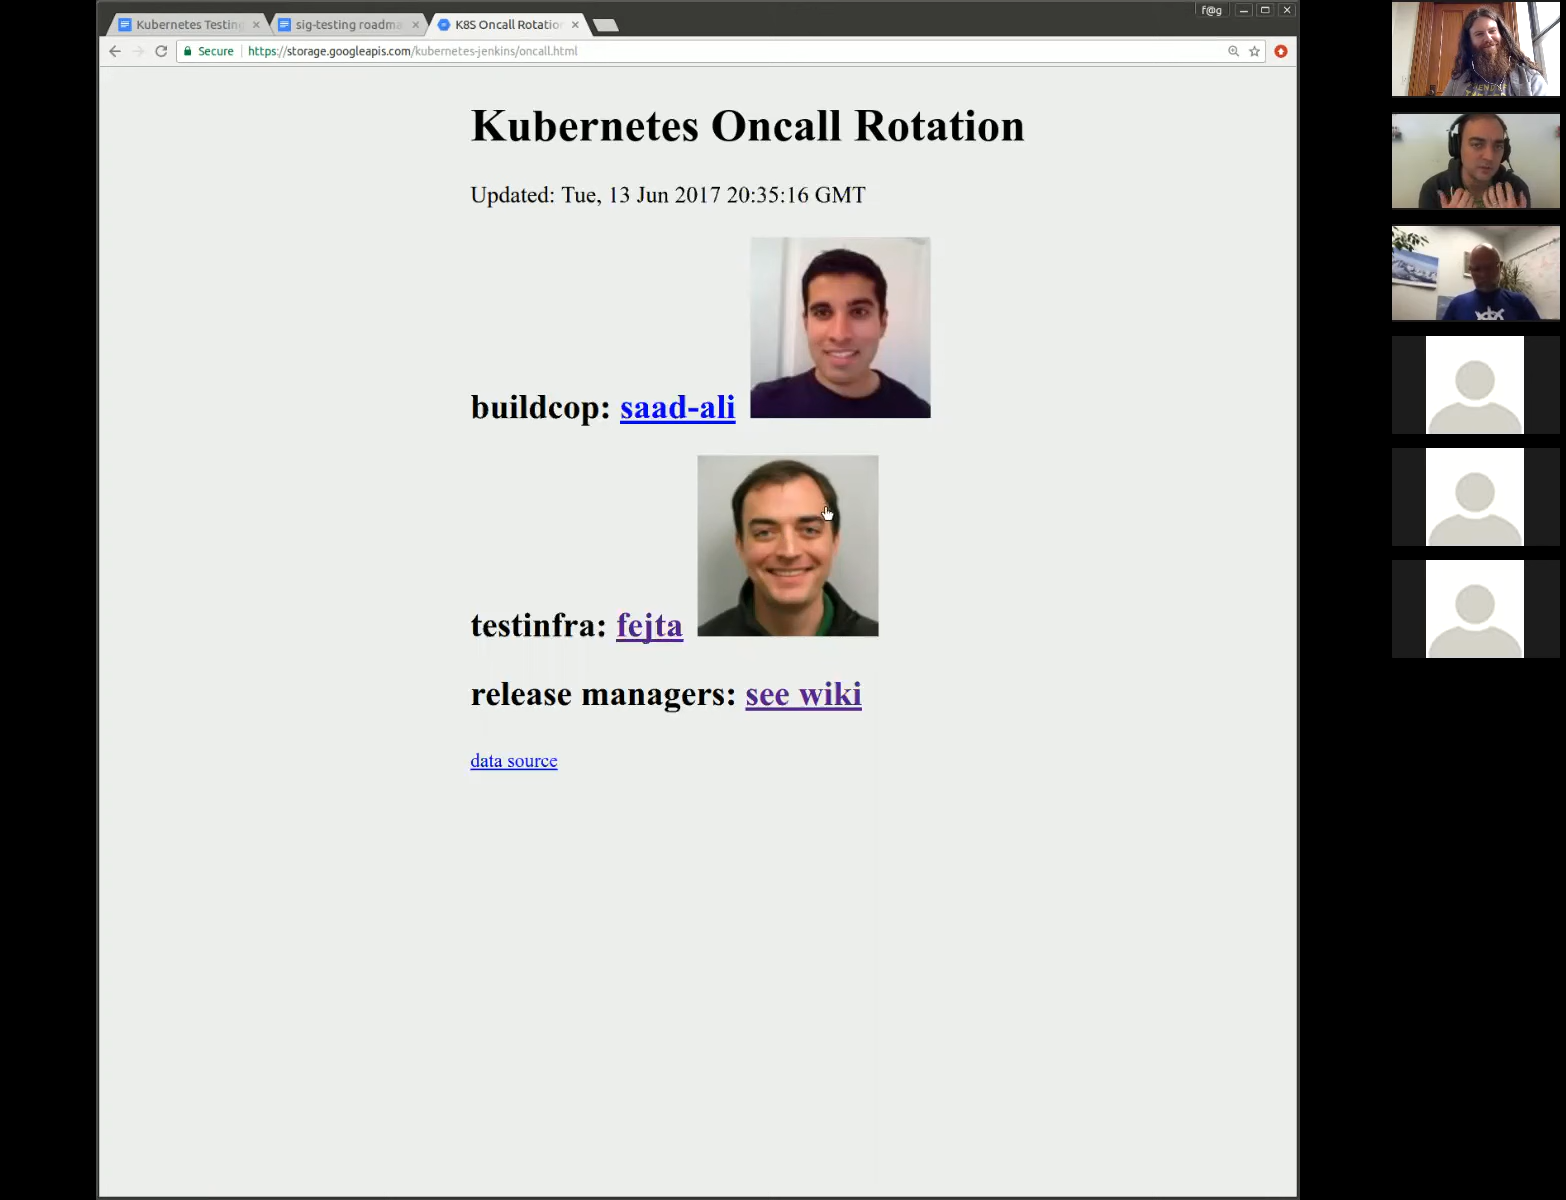 f@g
Kubernetes Testing
sig-testing roadma
K8S Oncall Rotation
Secure https://storage.googleapis.com/kubernetes-jenkins/oncall.html
Kubernetes Oncall Rotation
Updated: Tue, 13 Jun 2017 20:35:16 GMT
buildcop: saad-ali
testinfra: fejta
release managers: see wiki
data source